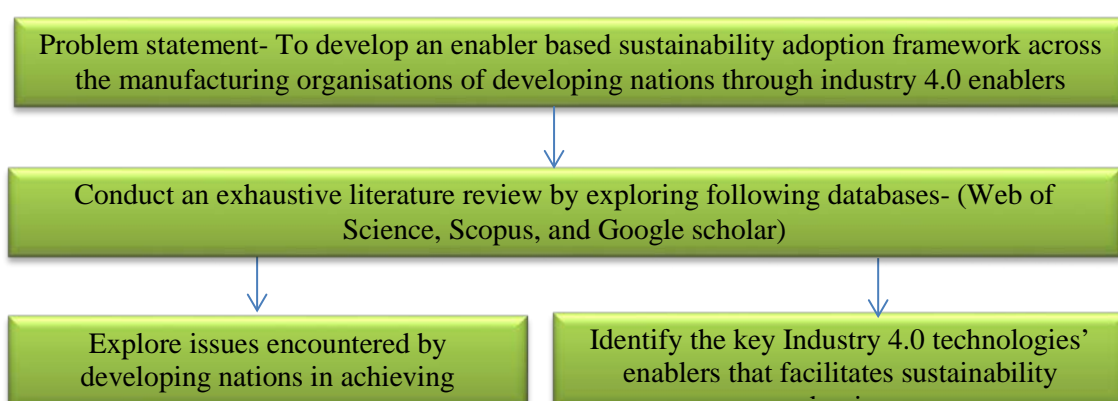 Problem statement- To develop an enabler based sustainability adoption framework across
the manufacturing organisations of developing nations through industry 4.0 enablers
Conduct an exhaustive literature review by exploring following databases- (Web of
Science, Scopus, and Google scholar)
Explore issues encountered by
developing nations in achieving
Identify the key Industry 4.0 technologies’
enablers that facilitates sustainability